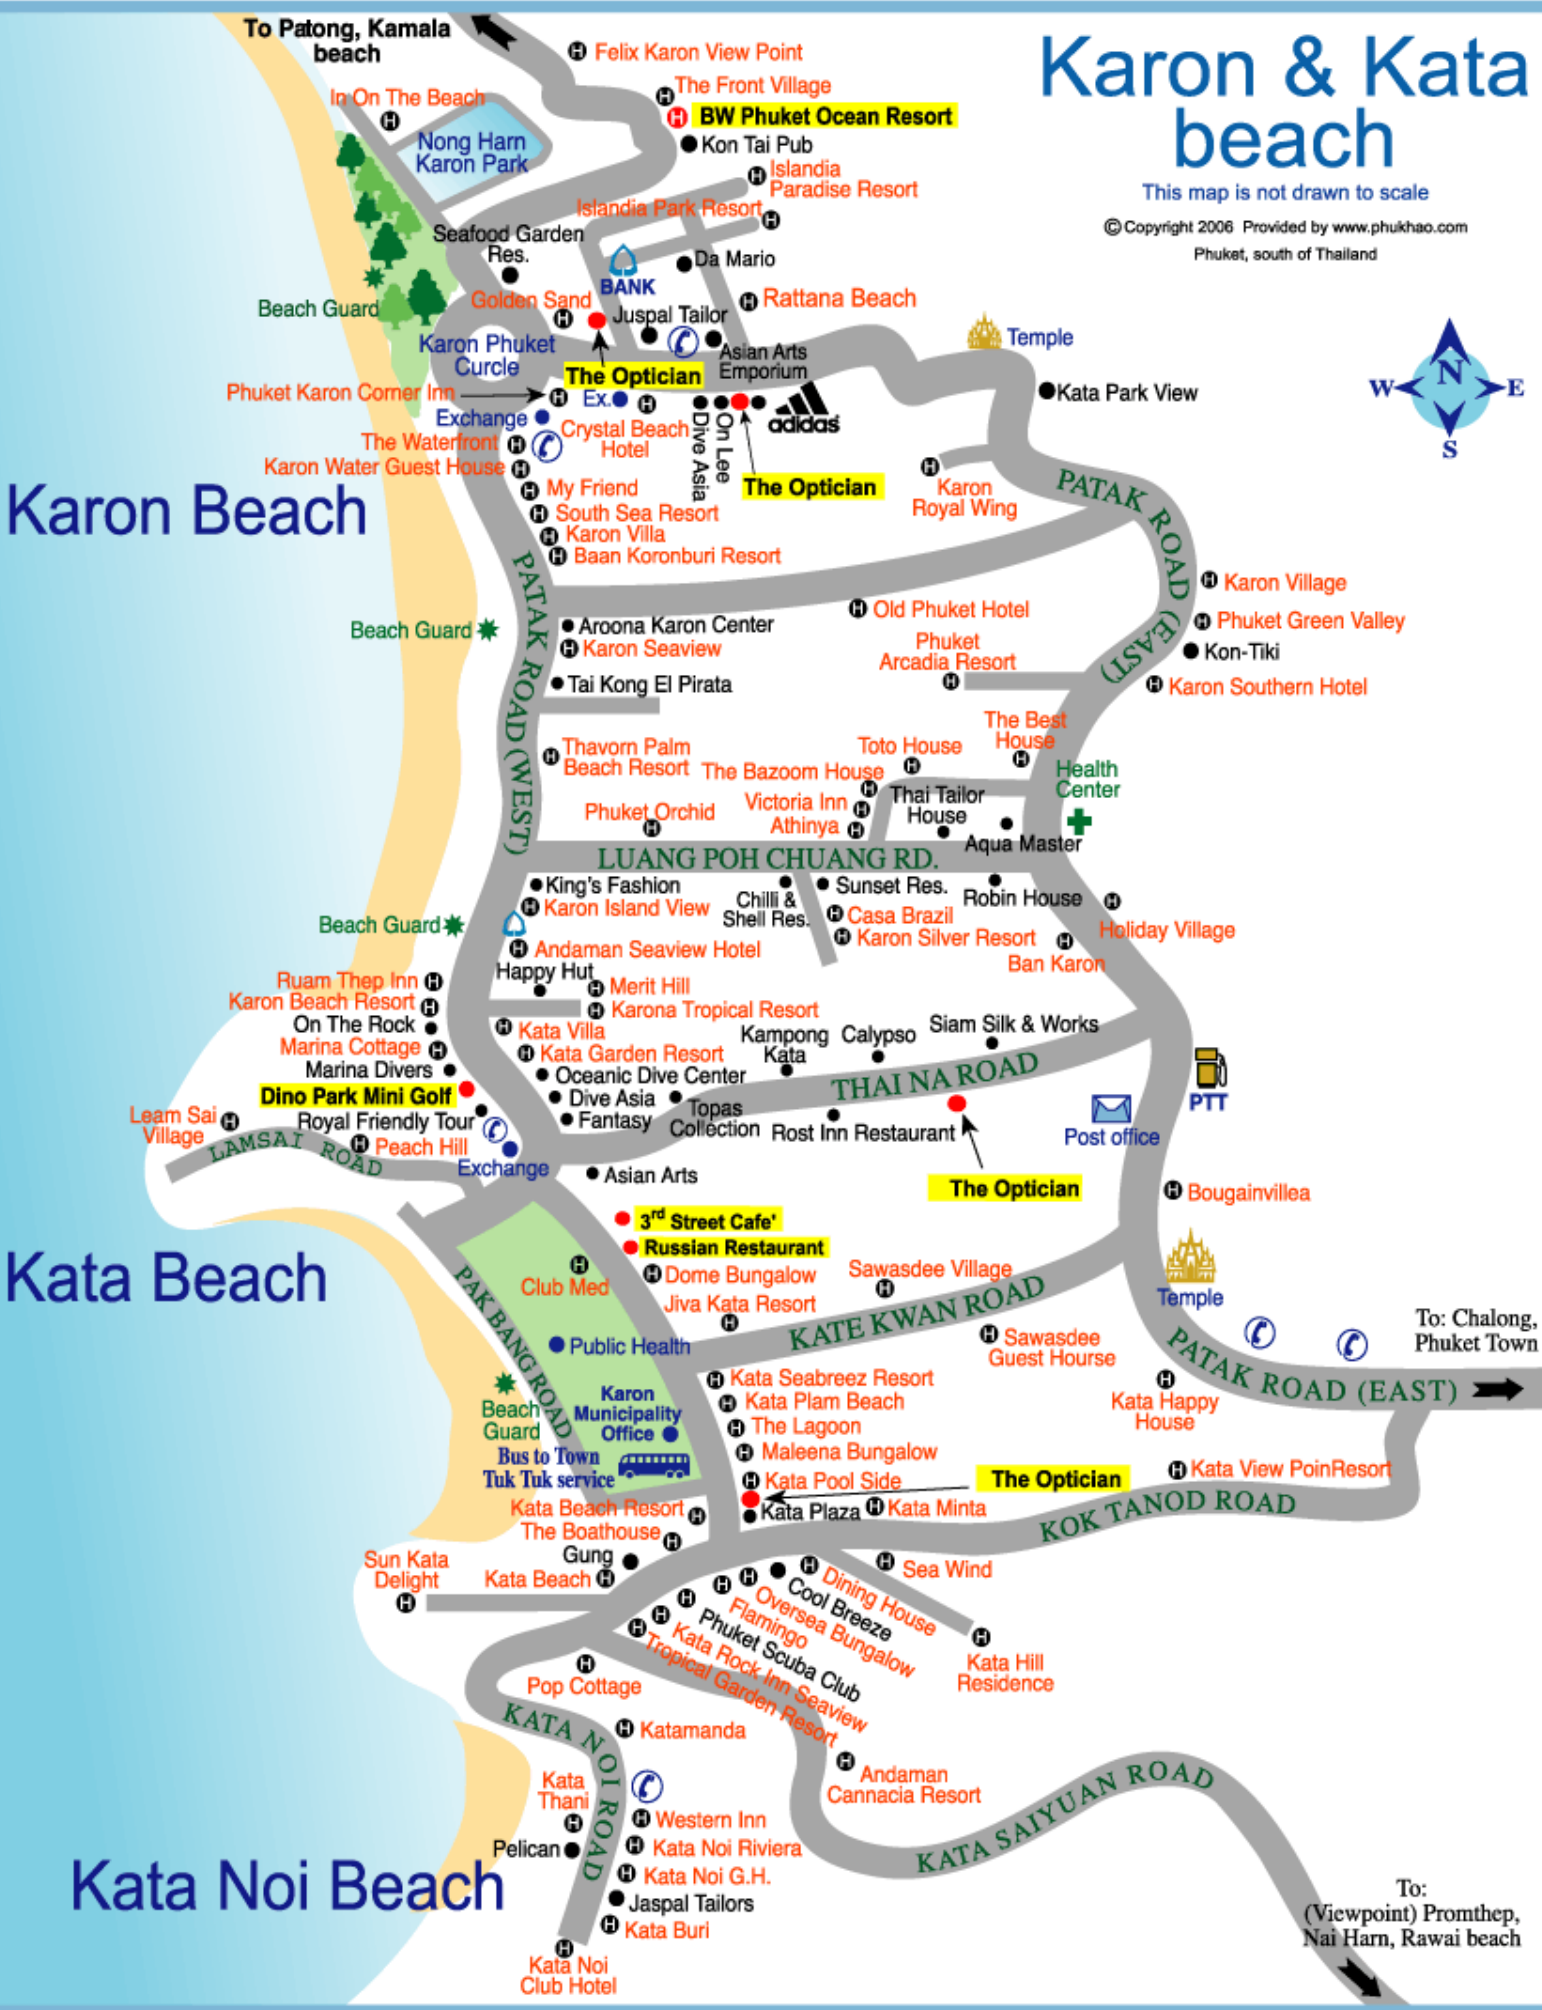 To Patong, Kamala
beach
Felix Karon View Point
Karon & Kata
beach
This map is not drawn to scale
© Copyright 2006 Provided by www.phukhao.com
Phuket, south of Thailand
The Front Village
In On The Beach
BW Phuket Ocean Resort
Nong Harn
Karon Park
Kon Tai Pub
Islandia
Paradise Resort
Islandia Park Resort
Seafood Garden
Res.
Da Mario
BANK
Golden Sand
Rattana Beach
Beach Guard
Juspal Tailor
Temple
Karon Phuket
Curcle
Asian Arts
Emporium
The Optician
Phuket Karon Corner Inn
Ex.
Kata Park View
N
W
E
S
Exchange
adidas
Crystal Beach
Hotel
Dive Asia
On Lee
The Waterfront
Karon Water Guest House
The Optician
My Friend
Karon
Royal Wing
PATAK ROAD (EAST)
Karon Beach
South Sea Resort
Karon Villa
Baan Koronburi Resort
PATAK ROAD (WEST)
Karon Village
Old Phuket Hotel
Phuket Green Valley
Beach Guard
Aroona Karon Center
Karon Seaview
Phuket
Arcadia Resort
Kon-Tiki
Tai Kong El Pirata
Karon Southern Hotel
The Best
House
Thavorn Palm
Beach Resort
Toto House
The Bazoom House
Health
Center
Victoria Inn
Thai Tailor
House
Phuket Orchid
Athinya
Aqua Master
LUANG POH CHUANG RD.
King's Fashion
Chilli &
Shell Res.
Sunset Res.
Robin House
Karon Island View
Casa Brazil
Beach Guard
Holiday Village
Karon Silver Resort
Andaman Seaview Hotel
Ban Karon
Happy Hut
Ruam Thep Inn
Merit Hill
Karon Beach Resort
Karona Tropical Resort
On The Rock
Kata Villa
Kampong
Kata
Calypso
Siam Silk & Works
Marina Cottage
Kata Garden Resort
Marina Divers
Oceanic Dive Center
THAI NA ROAD
Dino Park Mini Golf
Dive Asia
PTT
Leam Sai
Village
Royal Friendly Tour
Fantasy
Topas
Collection
Rost Inn Restaurant
Post office
LAMSAI ROAD
Peach Hill
Exchange
Asian Arts
The Optician
Bougainvillea
3rd Street Cafe'
Russian Restaurant
Kata Beach
Club Med
Dome Bungalow
Sawasdee Village
Jiva Kata Resort
KATE KWAN ROAD
Temple
PAK BANG ROAD
Public Health
Sawasdee
Guest Hourse
To: Chalong,
Phuket Town
PATAK ROAD (EAST)
Kata Seabreez Resort
Karon
Municipality
Office
Kata Plam Beach
Kata Happy
House
Beach
Guard
The Lagoon
Maleena Bungalow
Bus to Town
Tuk Tuk service
Kata Pool Side
The Optician
Kata View PoinResort
Kata Beach Resort
Kata Plaza
Kata Minta
KOK TANOD ROAD
The Boathouse
Gung
Sun Kata
Delight
Kata Beach
Sea Wind
Dining House
Cool Breeze
Oversea Bungalow
Flamingo
Phuket Scuba Club
Kata Rock Inn Seaview
Tropical Garden Resort
Kata Hill
Residence
Pop Cottage
KATA NOI ROAD
Katamanda
Kata
Thani
Andaman
Cannacia Resort
KATA SAIYUAN ROAD
Western Inn
Pelican
Kata Noi Riviera
Kata Noi Beach
Kata Noi G.H.
Jaspal Tailors
Kata Buri
To:
(Viewpoint) Promthep,
Nai Harn, Rawai beach
Kata Noi
Club Hotel